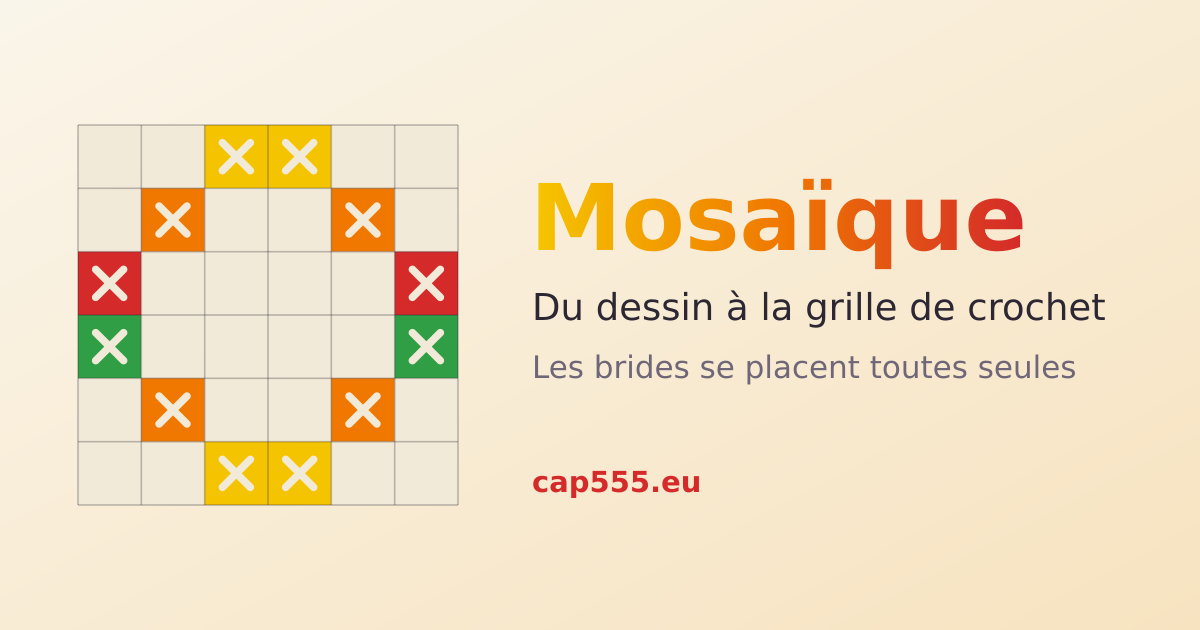 Mosaïque
Du dessin à la grille de crochet
Les brides se placent toutes seules
cap555.eu